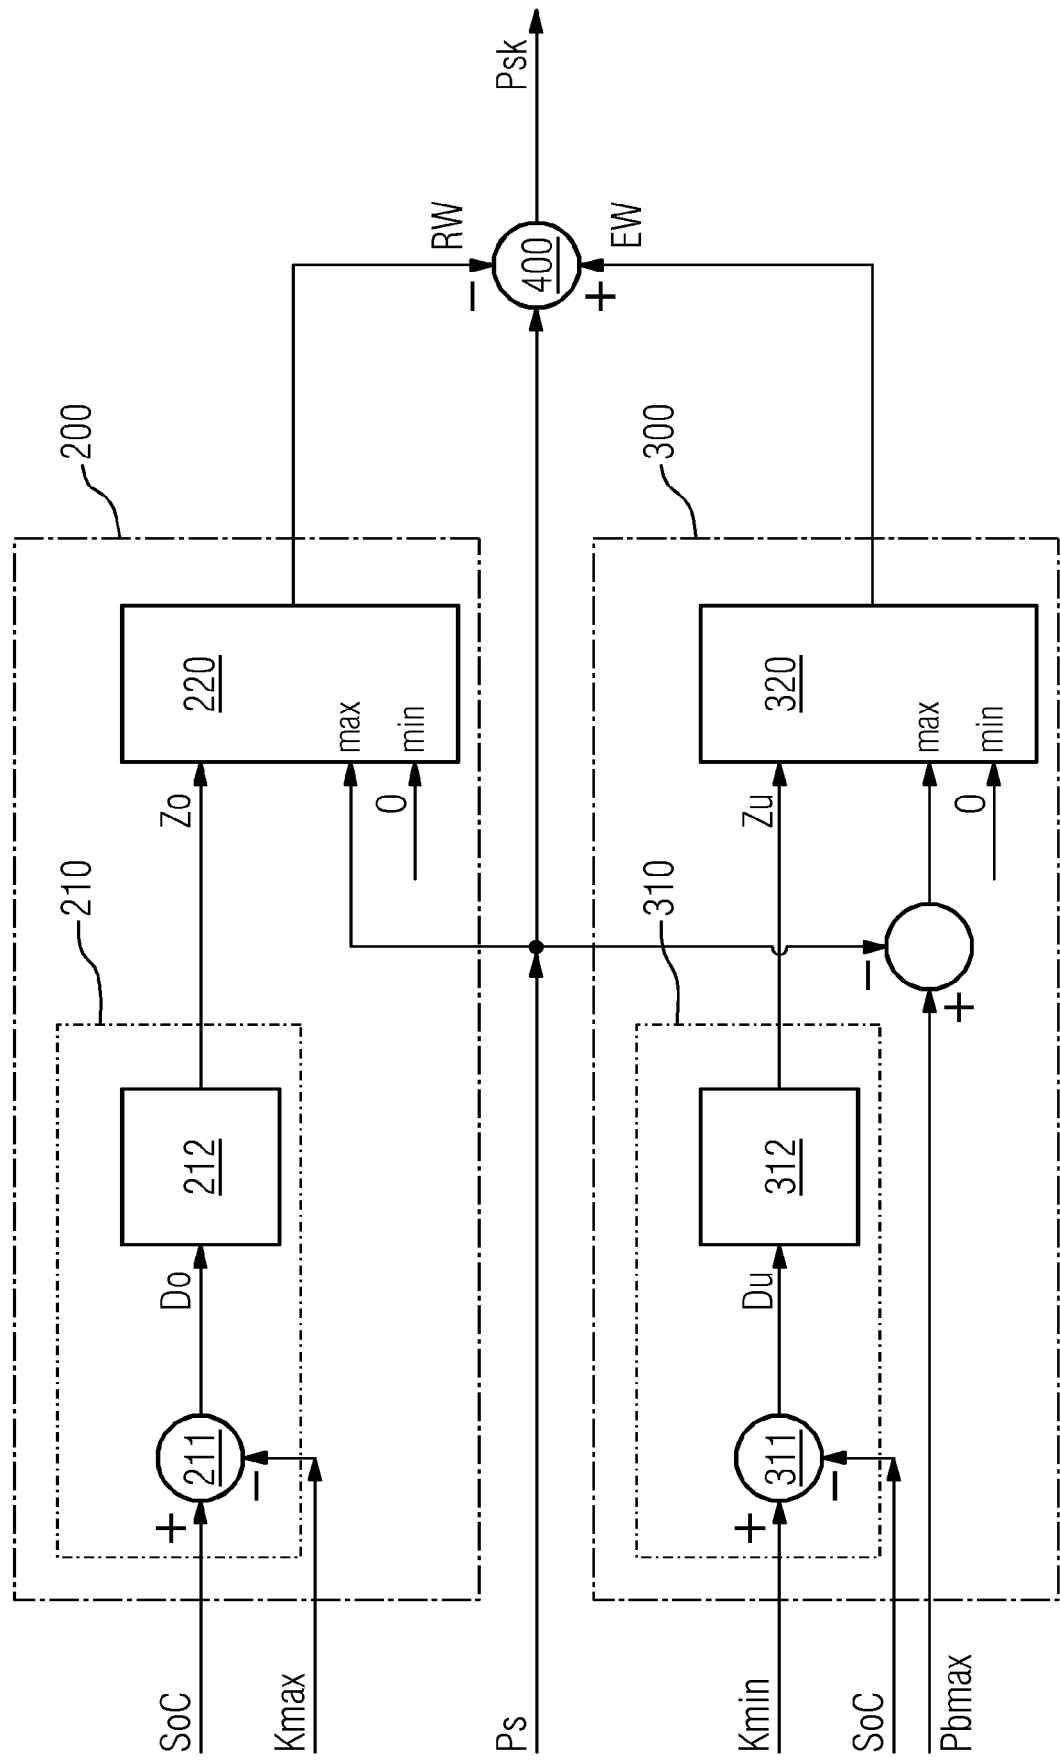 200
210
SoC
+
211
−
Kmax
Do
212
Zo
220
max
0
min
RW
−
Ps
400
Psk
+
EW
300
310
Kmin
+
311
−
SoC
Du
312
Zu
320
max
0
min
−
+
Pbmax